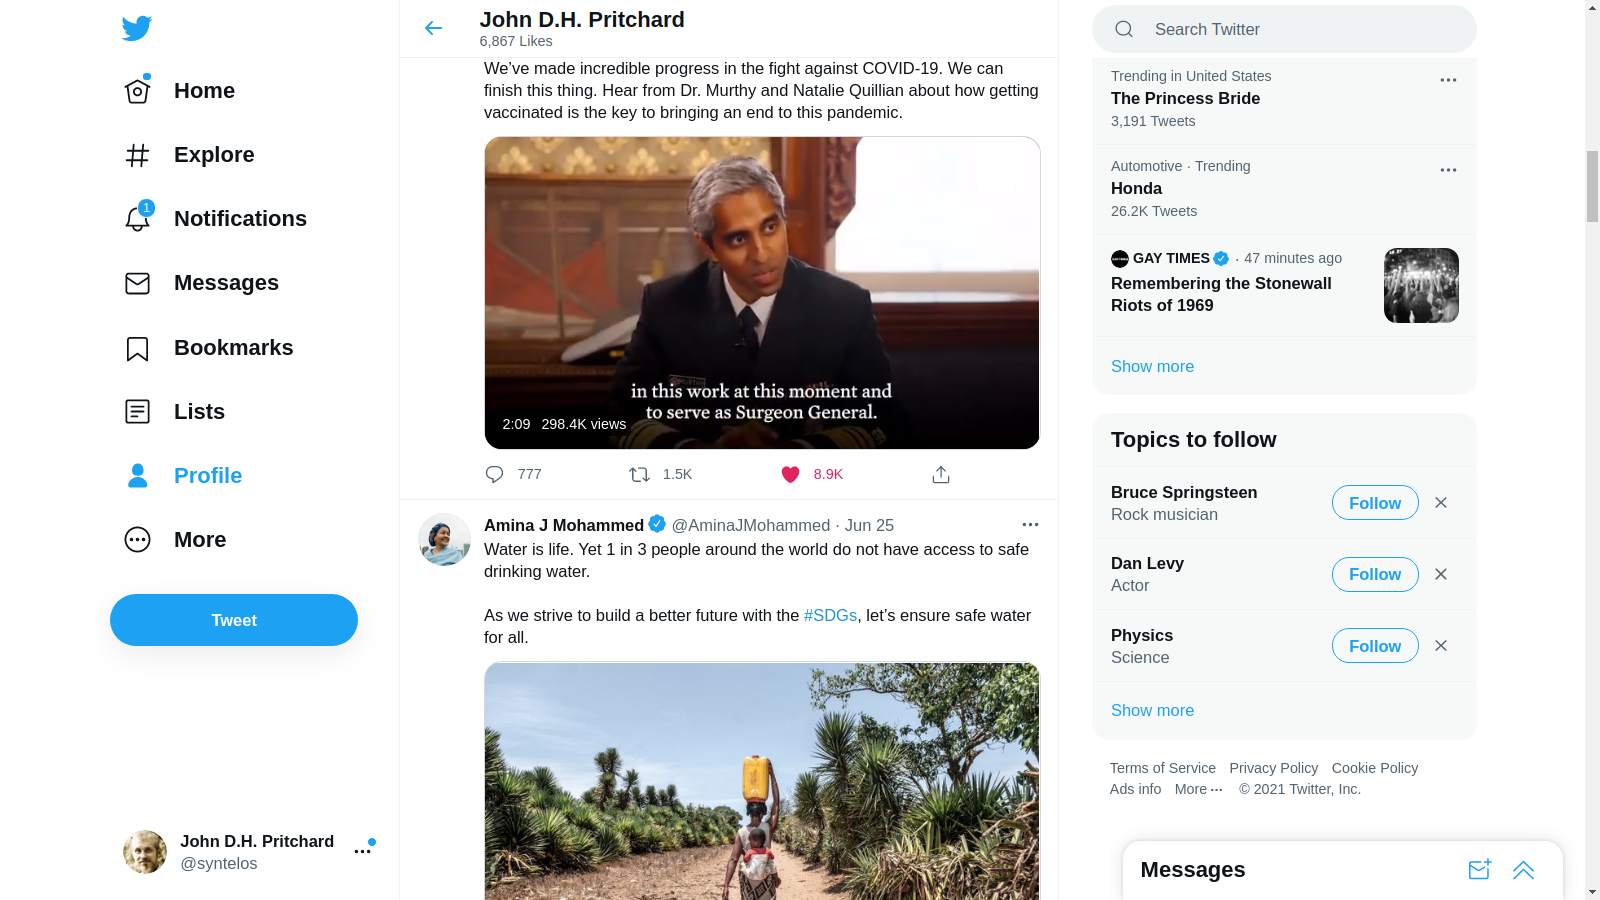 Home
Explore
1
Notifications
Messages
Bookmarks
Lists
Profile
More
Tweet
John D.H. Pritchard
@syntelos
John D.H. Pritchard
6,867 Likes
We’ve made incredible progress in the fight against COVID-19. We can
finish this thing. Hear from Dr. Murthy and Natalie Quillian about how getting
vaccinated is the key to bringing an end to this pandemic.
in this work at this moment and
to serve as Surgeon General.
2:09 298.4K views
777 1.5K 8.9K
Amina J Mohammed @AminaJMohammed · Jun 25
Water is life. Yet 1 in 3 people around the world do not have access to safe
drinking water.
As we strive to build a better future with the #SDGs, let’s ensure safe water
for all.
Search Twitter
Trending in United States
The Princess Bride
3,191 Tweets
Automotive · Trending
Honda
26.2K Tweets
GAY TIMES · 47 minutes ago
Remembering the Stonewall
Riots of 1969
Show more
Topics to follow
Bruce Springsteen
Rock musician
Follow
Dan Levy
Actor
Follow
Physics
Science
Follow
Show more
Terms of Service Privacy Policy Cookie Policy
Ads info More ··· © 2021 Twitter, Inc.
Messages